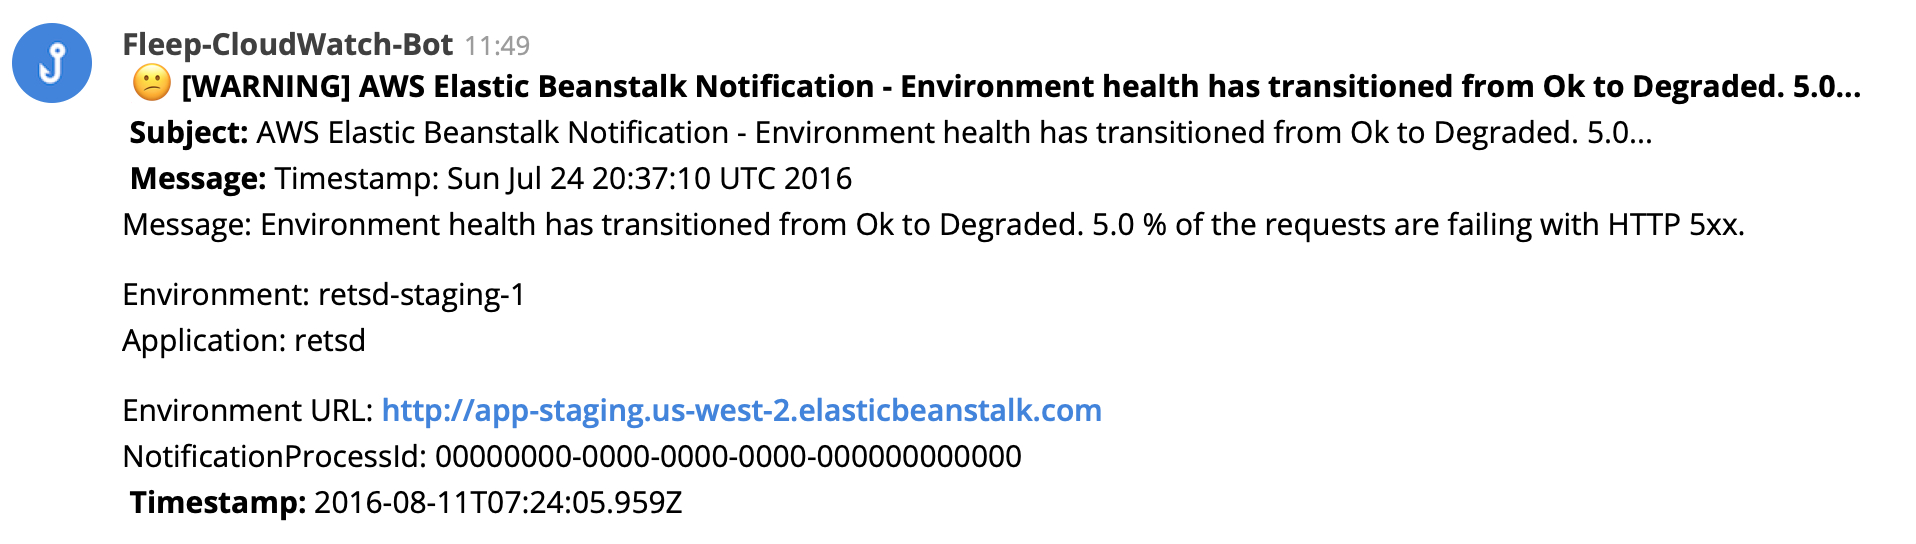 Fleep-CloudWatch-Bot 11:49
😕 [WARNING] AWS Elastic Beanstalk Notification - Environment health has transitioned from Ok to Degraded. 5.0...
Subject: AWS Elastic Beanstalk Notification - Environment health has transitioned from Ok to Degraded. 5.0...
Message: Timestamp: Sun Jul 24 20:37:10 UTC 2016
Message: Environment health has transitioned from Ok to Degraded. 5.0 % of the requests are failing with HTTP 5xx.
Environment: retsd-staging-1
Application: retsd
Environment URL: http://app-staging.us-west-2.elasticbeanstalk.com
NotificationProcessId: 00000000-0000-0000-0000-000000000000
Timestamp: 2016-08-11T07:24:05.959Z